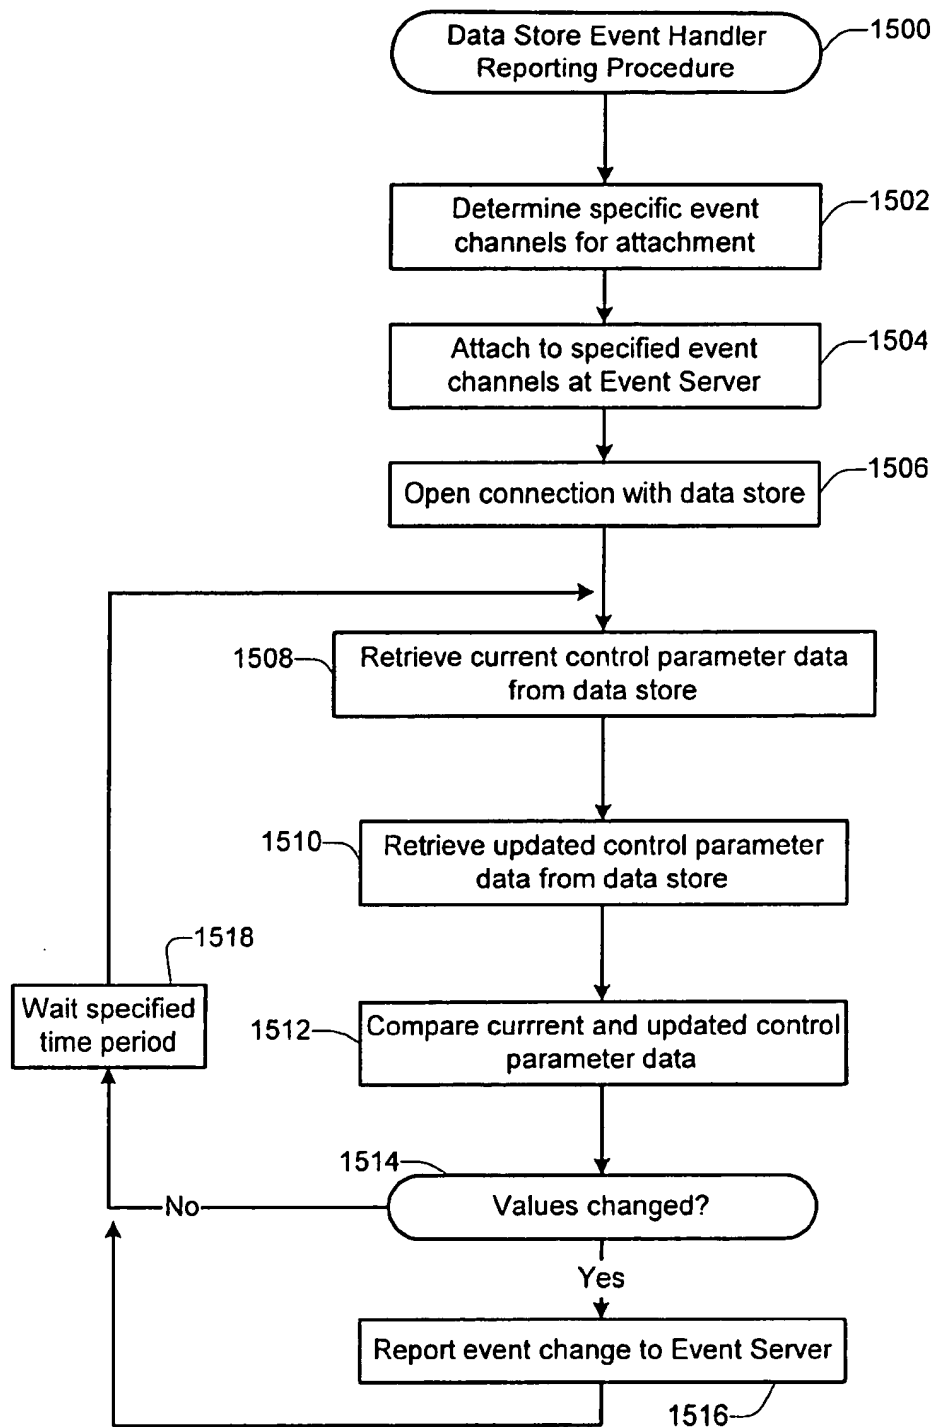 Data Store Event Handler
Reporting Procedure
1500
Determine specific event
channels for attachment
1502
Attach to specified event
channels at Event Server
1504
Open connection with data store
1506
1508
Retrieve current control parameter data
from data store
1510
Retrieve updated control parameter
data from data store
1518
Wait specified
time period
1512
Compare currrent and updated control
parameter data
1514
Values changed?
No
Yes
Report event change to Event Server
1516